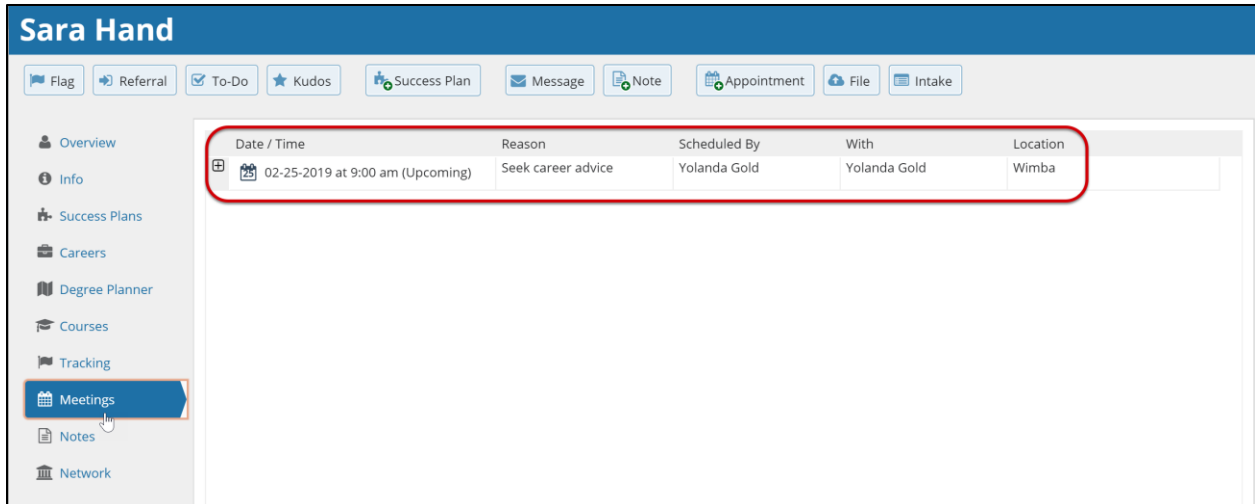 Sara Hand
Flag Referral To-Do Kudos Success Plan Message Note Appointment File Intake
Overview
Info
Success Plans
Careers
Degree Planner
Courses
Tracking
Meetings
Notes
Network
Date / Time Reason Scheduled By With Location
25 02-25-2019 at 9:00 am (Upcoming) Seek career advice Yolanda Gold Yolanda Gold Wimba